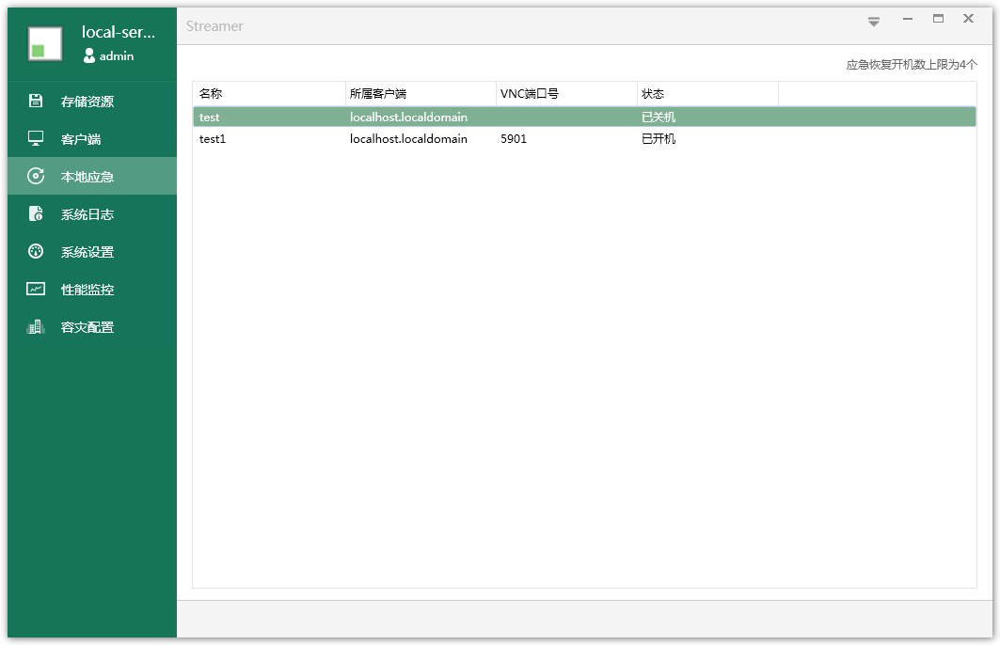 local-ser...
admin
存储资源
客户端
本地应急
系统日志
系统设置
性能监控
容灾配置
Streamer
应急恢复开机数上限为4个
名称 所属客户端 VNC端口号 状态
test localhost.localdomain 已关机
test1 localhost.localdomain 5901 已开机